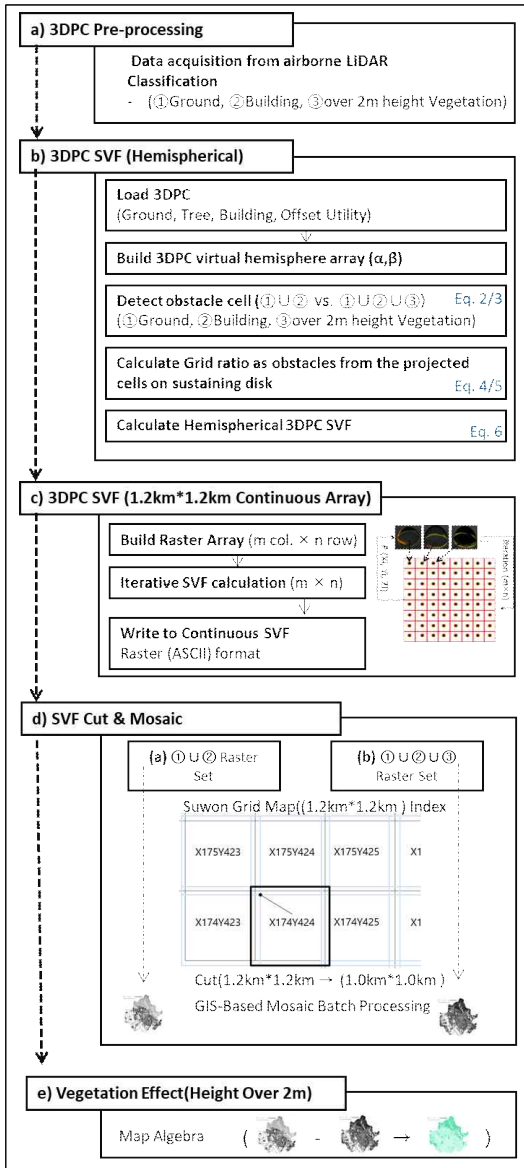 a) 3DPC Pre-processing
Data acquisition from airborne LiDAR
Classification
- (①Ground, ②Building, ③over 2m height Vegetation)
b) 3DPC SVF (Hemispherical)
Load 3DPC
(Ground, Tree, Building, Offset Utility)
Build 3DPC virtual hemisphere array (α,β)
Detect obstacle cell (①∪② vs. ①∪②∪③) Eq. 2/3
(①Ground, ②Building, ③over 2m height Vegetation)
Calculate Grid ratio as obstacles from the projected
cells on sustaining disk Eq. 4/5
Calculate Hemispherical 3DPC SVF Eq. 6
c) 3DPC SVF (1.2km*1.2km Continuous Array)
Build Raster Array (m col. × n row)
Iterative SVF calculation (m × n)
Write to Continuous SVF
Raster (ASCII) format
d) SVF Cut & Mosaic
(a) ①∪② Raster
Set
(b) ①∪②∪③
Raster Set
Suwon Grid Map((1.2km*1.2km ) Index
X175Y423 X175Y424 X175Y425 X1
X174Y423 X174Y424 X174Y425 X1
Cut(1.2km*1.2km → (1.0km*1.0km )
GIS-Based Mosaic Batch Processing
e) Vegetation Effect(Height Over 2m)
Map Algebra ( - → )